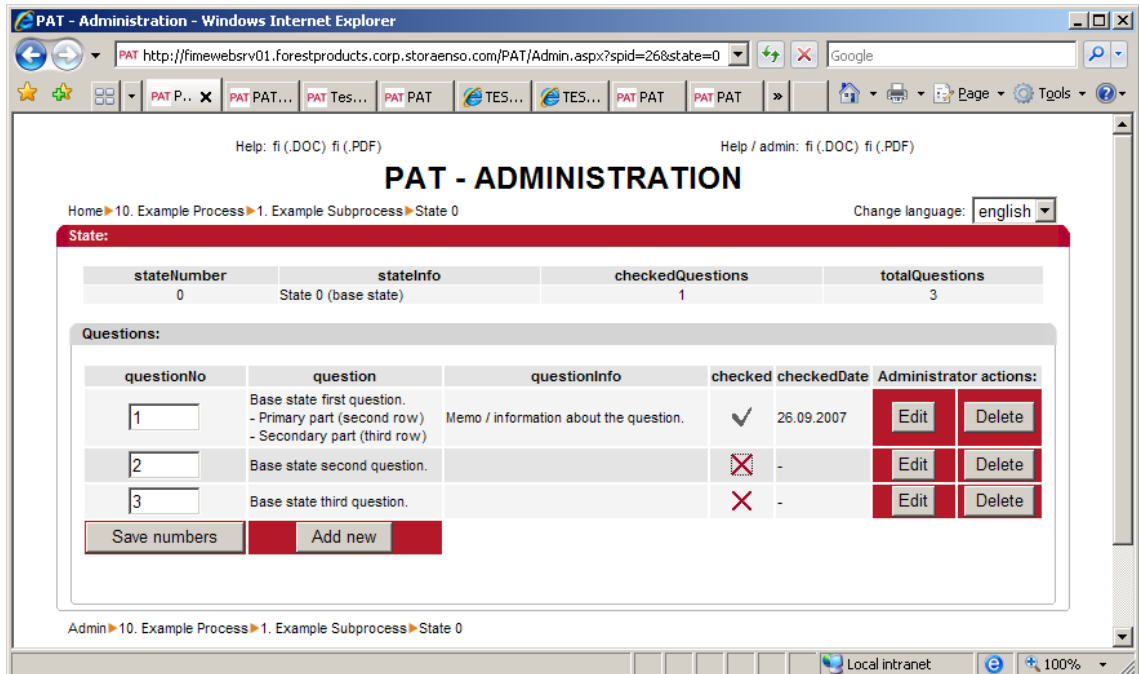 PAT - Administration - Windows Internet Explorer
PAT http://fimewebsrv01.forestproducts.corp.storaenso.com/PAT/Admin.aspx?spid=26&state=0 Google
PAT P.. PAT PAT... PAT Tes... PAT PAT TES... TES... PAT PAT PAT PAT » Page Tools
Help: fi (.DOC) fi (.PDF) Help / admin: fi (.DOC) fi (.PDF)
PAT - ADMINISTRATION
Home 10. Example Process 1. Example Subprocess State 0 Change language: english
State:
stateNumber stateInfo checkedQuestions totalQuestions
0 State 0 (base state) 1 3
Questions:
questionNo question questionInfo checked checkedDate Administrator actions:
Base state first question.
1 - Primary part (second row) Memo / information about the question. 26.09.2007 Edit Delete
- Secondary part (third row)
2 Base state second question. - Edit Delete
3 Base state third question. - Edit Delete
Save numbers Add new
Admin 10. Example Process 1. Example Subprocess State 0
Local intranet 100%